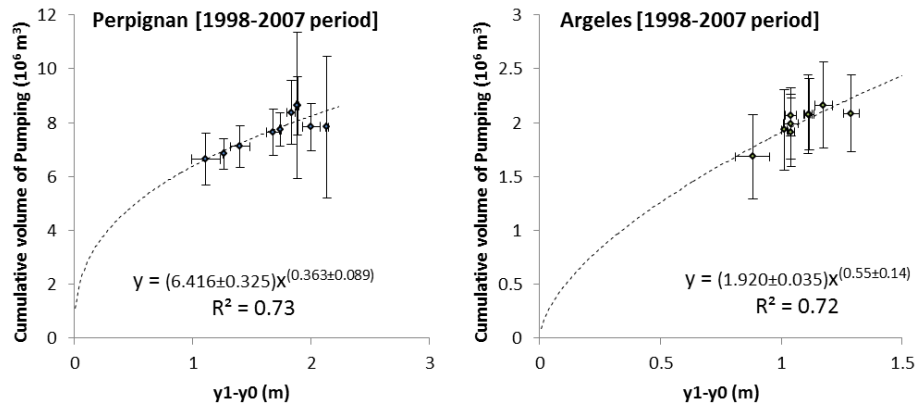 Perpignan [1998-2007 period]
Cumulative volume of Pumping (10⁶ m³)
12
10
8
6
4
2
0
y = (6.416±0.325)x^(0.363±0.089)
R² = 0.73
0 1 2 3
y1-y0 (m)
Argeles [1998-2007 period]
Cumulative volume of Pumping (10⁶ m³)
3
2.5
2
1.5
1
0.5
0
y = (1.920±0.035)x^(0.55±0.14)
R² = 0.72
0 0.5 1 1.5
y1-y0 (m)